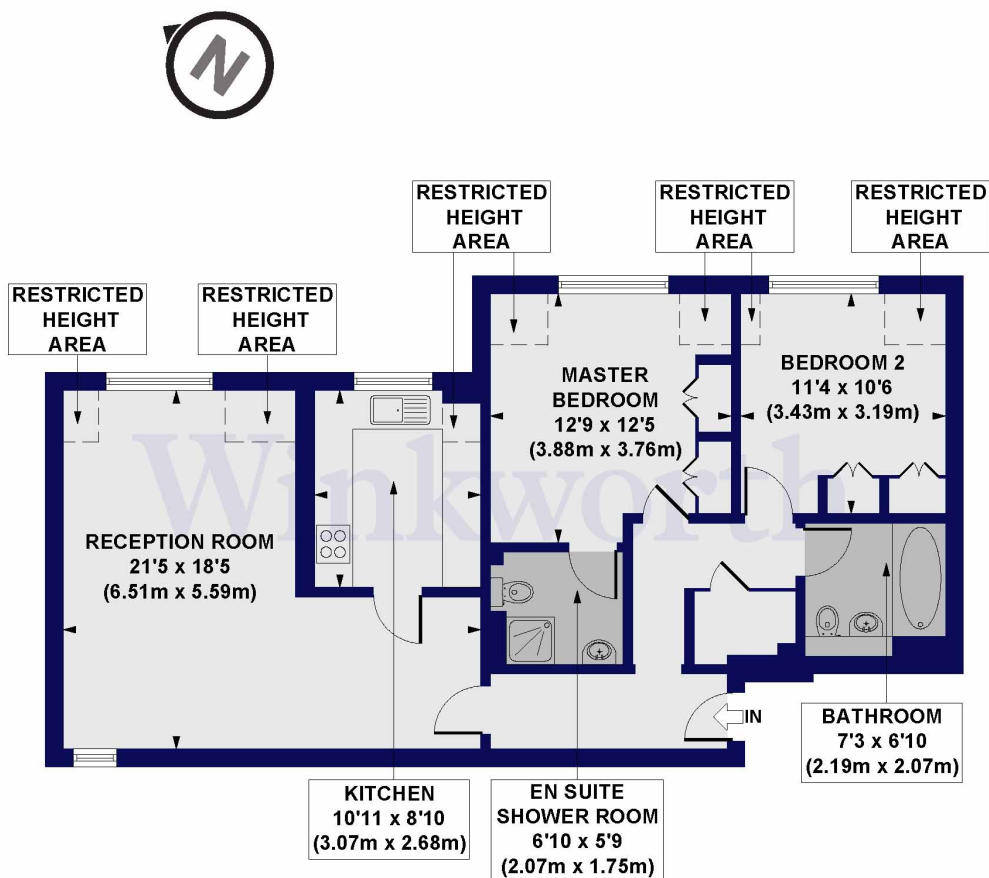 N
RESTRICTED
HEIGHT
AREA
RESTRICTED
HEIGHT
AREA
RESTRICTED
HEIGHT
AREA
RESTRICTED
HEIGHT
AREA
RESTRICTED
HEIGHT
AREA
MASTER
BEDROOM
12'9 x 12'5
(3.88m x 3.76m)
BEDROOM 2
11'4 x 10'6
(3.43m x 3.19m)
Winkworth
RECEPTION ROOM
21'5 x 18'5
(6.51m x 5.59m)
IN
KITCHEN
10'11 x 8'10
(3.07m x 2.68m)
EN SUITE
SHOWER ROOM
6'10 x 5'9
(2.07m x 1.75m)
BATHROOM
7'3 x 6'10
(2.19m x 2.07m)